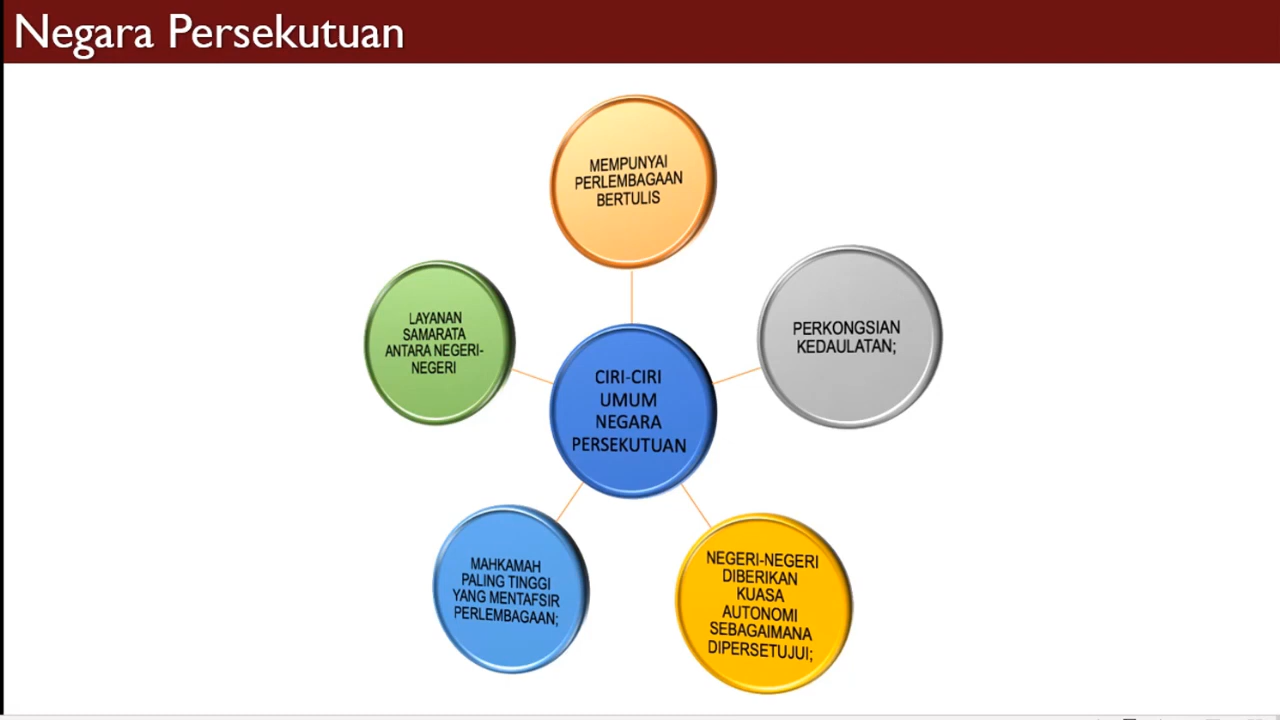 Negara Persekutuan
MEMPUNYAI
PERLEMBAGAAN
BERTULIS
PERKONGSIAN
KEDAULATAN;
NEGERI-NEGERI
DIBERIKAN
KUASA
AUTONOMI
SEBAGAIMANA
DIPERSETUJUI;
MAHKAMAH
PALING TINGGI
YANG MENTAFSIR
PERLEMBAGAAN;
LAYANAN
SAMARATA
ANTARA NEGERI-
NEGERI
CIRI-CIRI
UMUM
NEGARA
PERSEKUTUAN